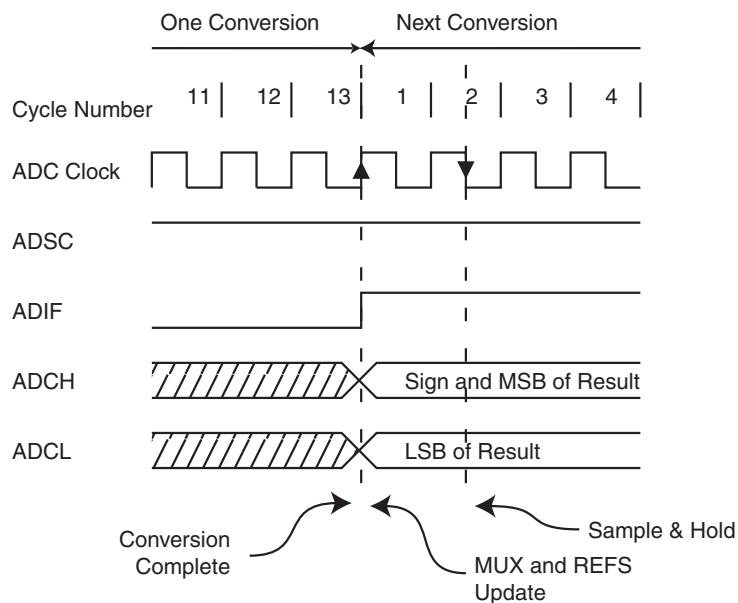 One Conversion Next Conversion
Cycle Number 11 12 13 1 2 3 4
ADC Clock
ADSC
ADIF
ADCH Sign and MSB of Result
ADCL LSB of Result
Conversion
Complete
MUX and REFS
Update
Sample & Hold